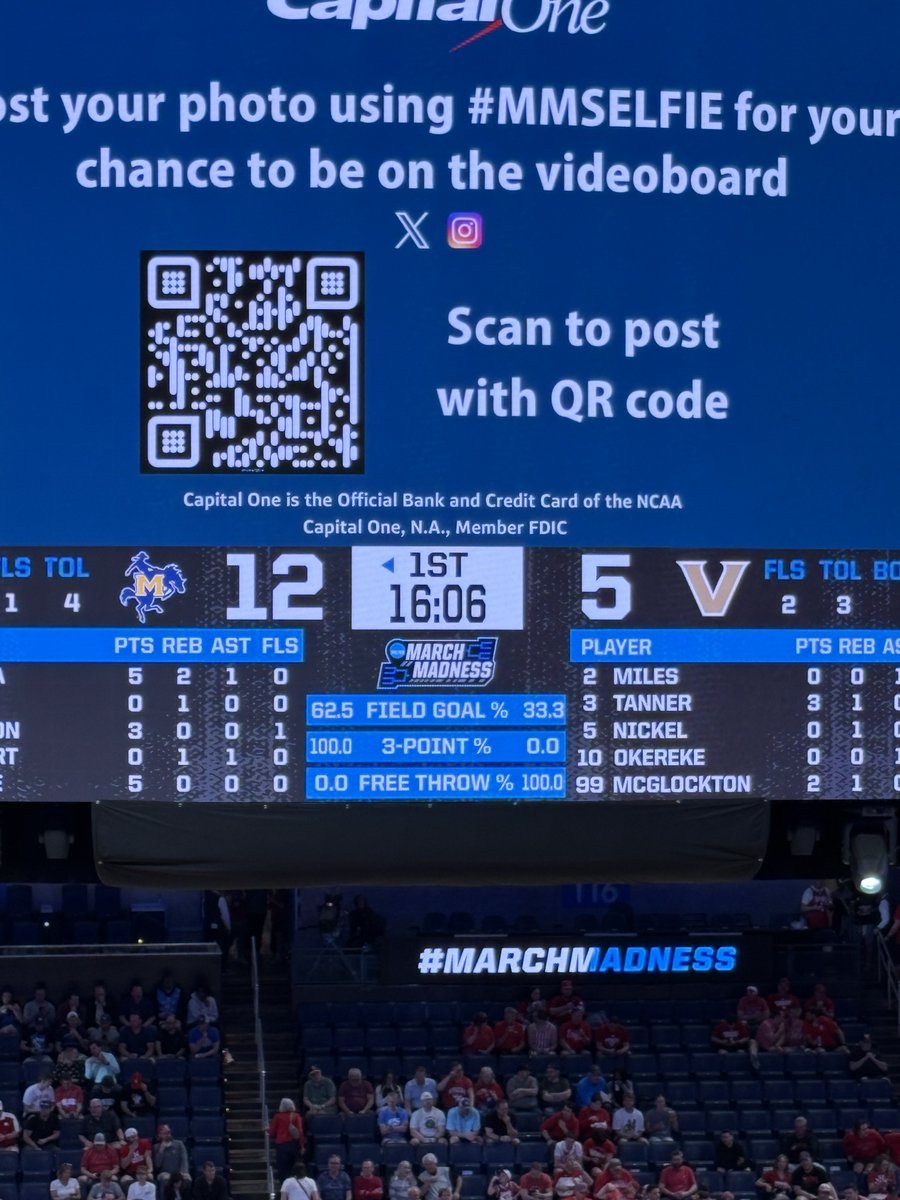 Capital One
ost your photo using #MMSELFIE for your
chance to be on the videoboard
Scan to post
with QR code
Capital One is the Official Bank and Credit Card of the NCAA
Capital One, N.A., Member FDIC
LS TOL M 12 1ST 5 V FLS TOL BO
1 4 16:06 2 3
PTS REB AST FLS MARCH MADNESS PLAYER PTS REB AS
A 5 2 1 0 2 MILES 0 0 1
0 1 0 0 62.5 FIELD GOAL % 33.3 3 TANNER 3 1 0
ON 3 0 0 1 100.0 3-POINT % 0.0 5 NICKEL 0 1 0
RT 0 1 1 0 10 OKEREKE 0 0 1
E 5 0 0 0 0.0 FREE THROW % 100.0 99 MCGLOCKTON 2 1 0
116
#MARCHMADNESS